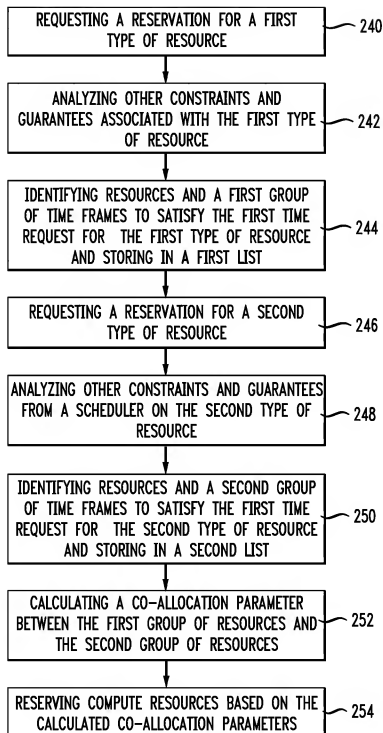 REQUESTING A RESERVATION FOR A FIRST
TYPE OF RESOURCE
240
ANALYZING OTHER CONSTRAINTS AND
GUARANTEES ASSOCIATED WITH THE FIRST TYPE
OF RESOURCE
242
IDENTIFYING RESOURCES AND A FIRST GROUP
OF TIME FRAMES TO SATISFY THE FIRST TIME
REQUEST FOR THE FIRST TYPE OF RESOURCE
AND STORING IN A FIRST LIST
244
REQUESTING A RESERVATION FOR A SECOND
TYPE OF RESOURCE
246
ANALYZING OTHER CONSTRAINTS AND GUARANTEES
FROM A SCHEDULER ON THE SECOND TYPE OF
RESOURCE
248
IDENTIFYING RESOURCES AND A SECOND GROUP
OF TIME FRAMES TO SATISFY THE FIRST TIME
REQUEST FOR THE SECOND TYPE OF RESOURCE
AND STORING IN A SECOND LIST
250
CALCULATING A CO-ALLOCATION PARAMETER
BETWEEN THE FIRST GROUP OF RESOURCES AND
THE SECOND GROUP OF RESOURCES
252
RESERVING COMPUTE RESOURCES BASED ON THE
CALCULATED CO-ALLOCATION PARAMETERS
254